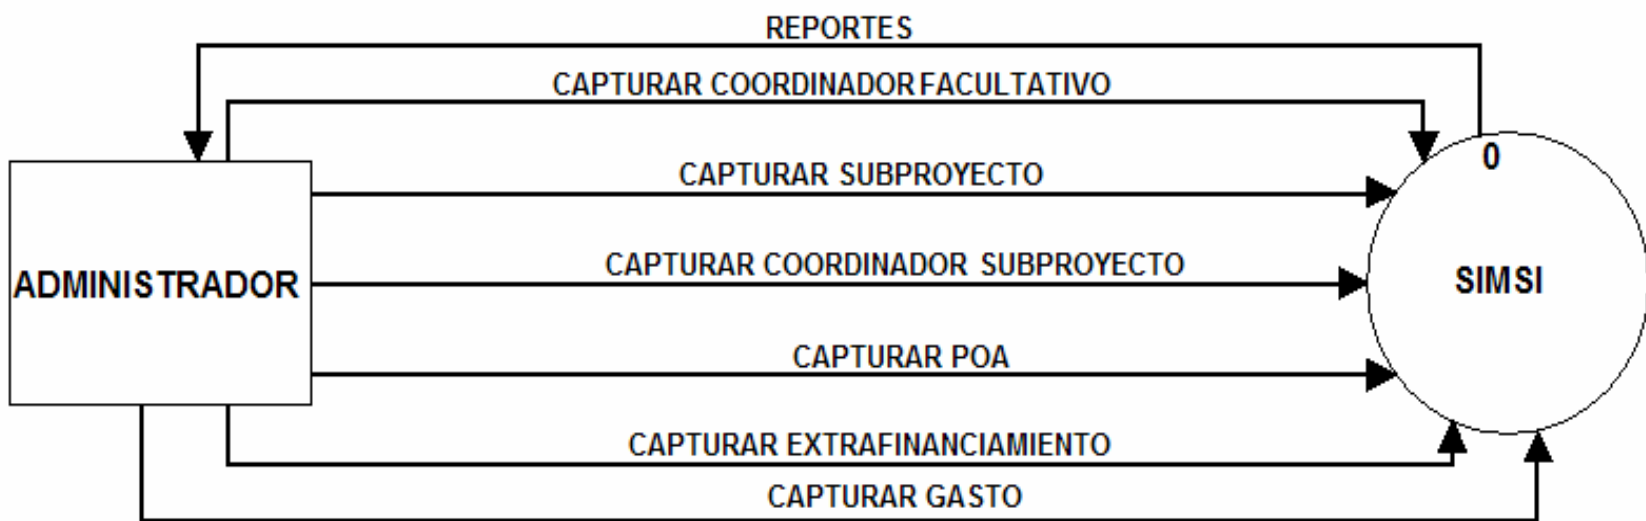 REPORTES
CAPTURAR COORDINADOR FACULTATIVO
0
CAPTURAR SUBPROYECTO
CAPTURAR COORDINADOR SUBPROYECTO
ADMINISTRADOR
SIMSI
CAPTURAR POA
CAPTURAR EXTRAFINANCIAMIENTO
CAPTURAR GASTO